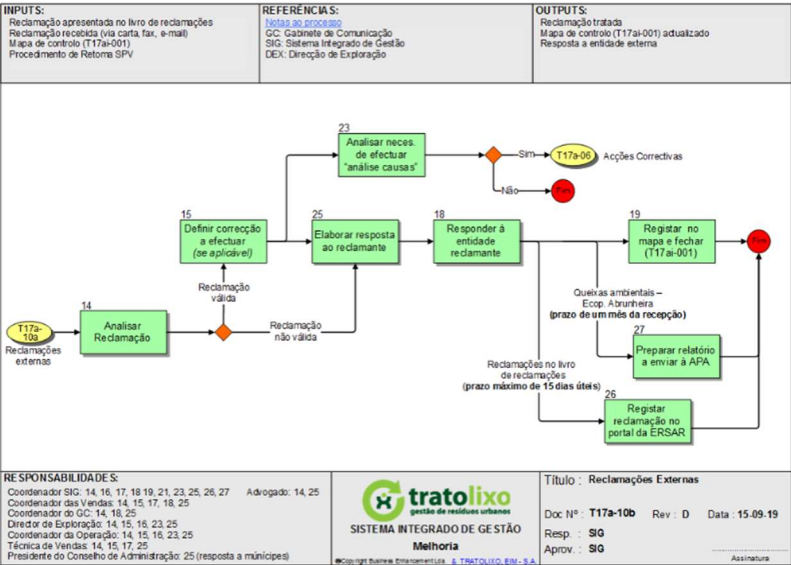 INPUTS:
Reclamação apresentada no livro de reclamações
Reclamação recebida (via carta, fax, e-mail)
Mapa de controlo (T17ai-001)
Procedimento de Retoma SPV
REFERÊNCIAS:
Notas ao processo
GC: Gabinete de Comunicação
SIG: Sistema Integrado de Gestão
DEX: Direcção de Exploração
OUTPUTS:
Reclamação tratada
Mapa de controlo (T17ai-001) actualizado
Resposta a entidade externa
23
Analisar neces.
de efectuar
"análise causas"
Sim
T17a-06
Acções Correctivas
Não
Fim
15
Definir correcção
a efectuar
(se aplicável)
25
Elaborar resposta
ao reclamante
18
Responder à
entidade
reclamante
19
Registar no
mapa e fechar
(T17ai-001)
Fim
Reclamação
válida
14
Analisar
Reclamação
T17a-
10a
Reclamações
externas
Reclamação
não válida
Queixas ambientais –
Ecop. Abrunheira
(prazo de um mês da recepção)
27
Preparar relatório
a enviar à APA
Reclamações no livro
de reclamações
(prazo máximo de 15 dias úteis)
26
Registar
reclamação no
portal da ERSAR
RESPONSABILIDADES:
Coordenador SIG: 14, 16, 17, 18 19, 21, 23, 25, 26, 27 Advogado: 14, 25
Coordenador das Vendas: 14, 15, 17, 18, 25
Coordenador do GC: 14, 18, 25
Director de Exploração: 14, 15, 16, 23, 25
Coordenador da Operação: 14, 15, 16, 23, 25
Técnica de Vendas: 14, 15, 17, 25
Presidente do Conselho de Administração: 25 (resposta a munícipes)
tratolixo
gestão de resíduos urbanos
SISTEMA INTEGRADO DE GESTÃO
Melhoria
©Copyright Business Enhancement Lda. & TRATOLIXO, EIM - S.A.
Título : Reclamações Externas
Doc Nº : T17a-10b Rev : D Data : 15-09-19
Resp. : SIG
Aprov. : SIG
Assinatura